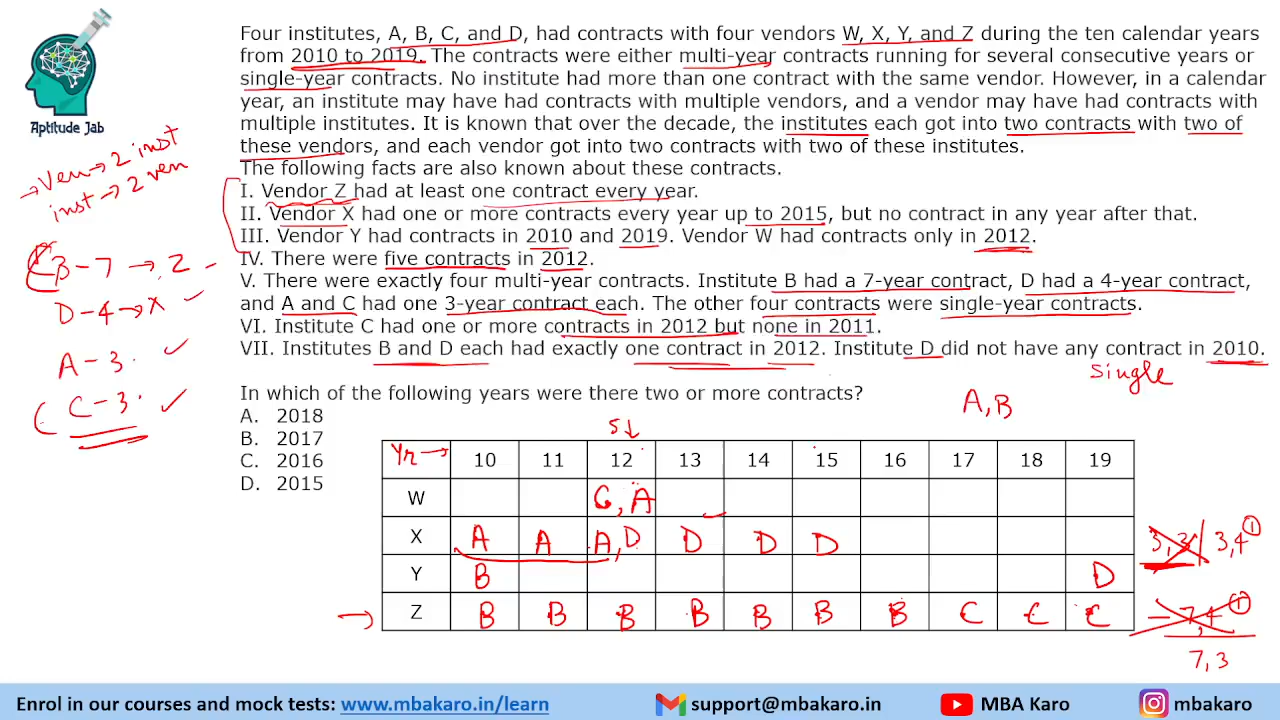 Four institutes, A, B, C, and D, had contracts with four vendors W, X, Y, and Z during the ten calendar years
from 2010 to 2019. The contracts were either multi-year contracts running for several consecutive years or
single-year contracts. No institute had more than one contract with the same vendor. However, in a calendar
year, an institute may have had contracts with multiple vendors, and a vendor may have had contracts with
multiple institutes. It is known that over the decade, the institutes each got into two contracts with two of
these vendors, and each vendor got into two contracts with two of these institutes.
The following facts are also known about these contracts.
I. Vendor Z had at least one contract every year.
II. Vendor X had one or more contracts every year up to 2015, but no contract in any year after that.
III. Vendor Y had contracts in 2010 and 2019. Vendor W had contracts only in 2012.
IV. There were five contracts in 2012.
V. There were exactly four multi-year contracts. Institute B had a 7-year contract, D had a 4-year contract,
and A and C had one 3-year contract each. The other four contracts were single-year contracts.
VI. Institute C had one or more contracts in 2012 but none in 2011.
VII. Institutes B and D each had exactly one contract in 2012. Institute D did not have any contract in 2010.
Aptitude Jab
→ Ven → 2 inst
inst → 2 ven
B - 7 → Z -
D - 4 → X
A - 3.
C - 3.
single
A, B
In which of the following years were there two or more contracts?
A. 2018
B. 2017
C. 2016
D. 2015
5↓
Yr → 10 11 12 13 14 15 16 17 18 19
W C, A
X A A A, D D D D 3, 3 3, 4 ①
Y B D
→ Z B B B B B B B C C C - 7, 4 ①
7, 3
Enrol in our courses and mock tests: www.mbakaro.in/learn support@mbakaro.in MBA Karo mbakaro